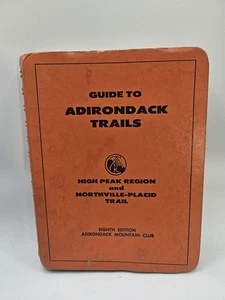 GUIDE TO
ADIRONDACK
TRAILS
HIGH PEAK REGION
and
NORTHVILLE-PLACID
TRAIL
EIGHTH EDITION
ADIRONDACK MOUNTAIN CLUB